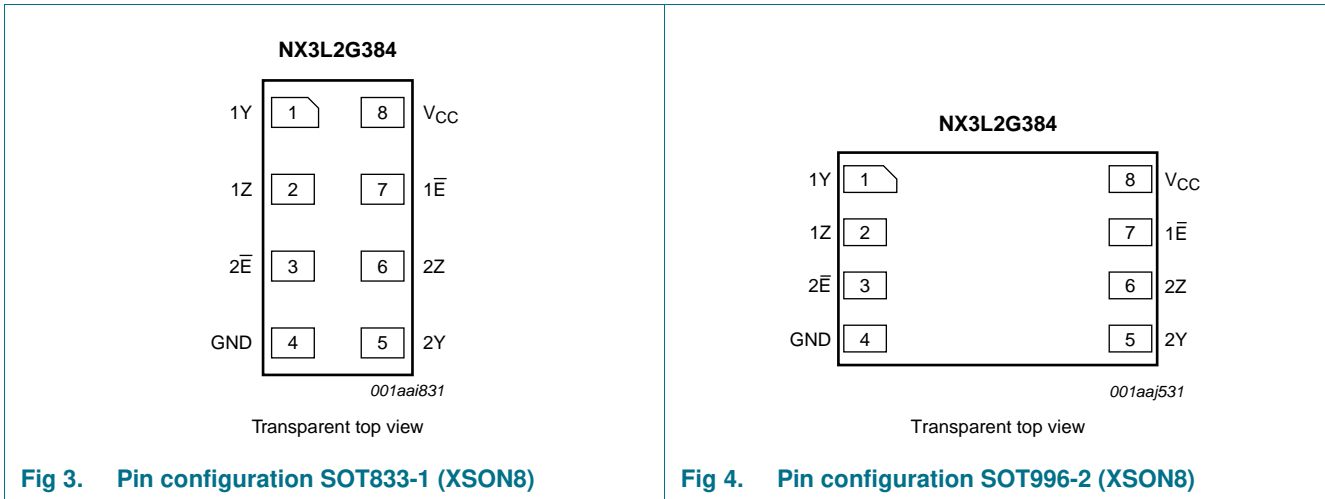 NX3L2G384
1Y 1 8 VCC
1Z 2 7 1E̅
2E̅ 3 6 2Z
GND 4 5 2Y
001aai831
Transparent top view
Fig 3. Pin configuration SOT833-1 (XSON8)
NX3L2G384
1Y 1 8 VCC
1Z 2 7 1E̅
2E̅ 3 6 2Z
GND 4 5 2Y
001aaj531
Transparent top view
Fig 4. Pin configuration SOT996-2 (XSON8)